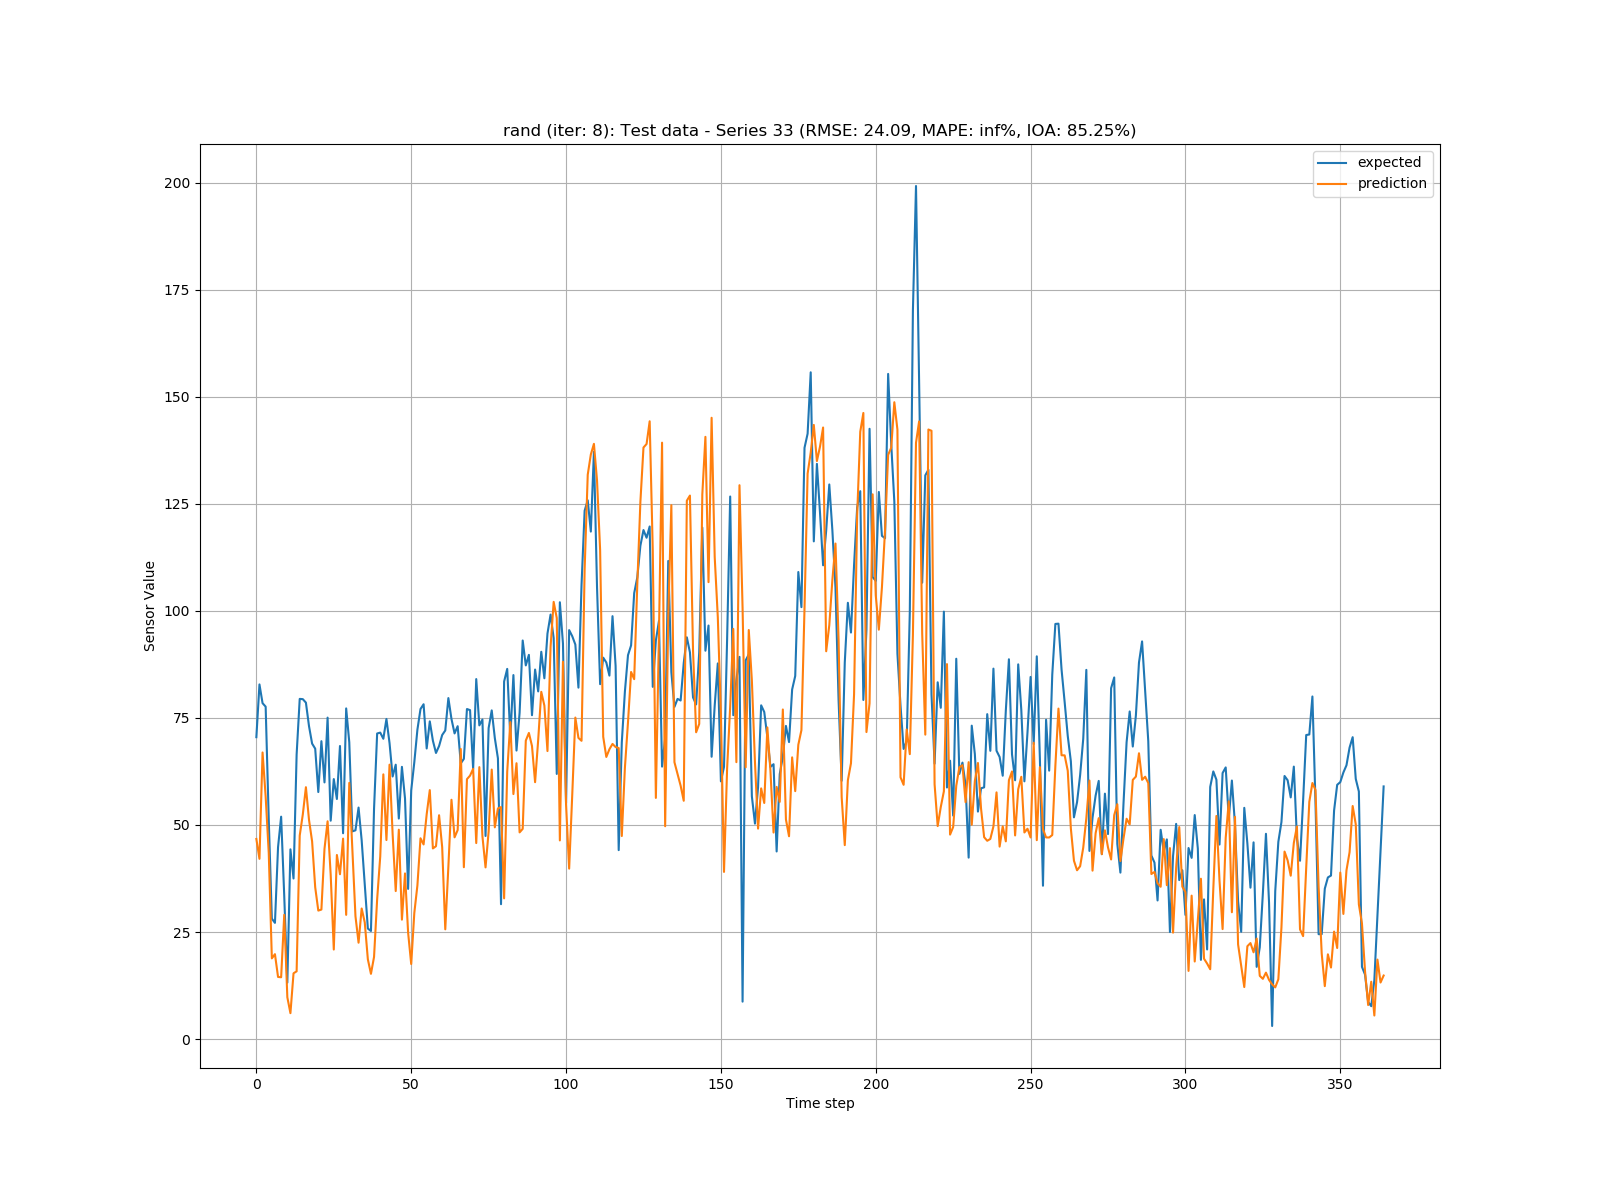 rand (iter: 8): Test data - Series 33 (RMSE: 24.09, MAPE: inf%, IOA: 85.25%)
expected
prediction
200
175
150
125
100
75
50
25
0
Sensor Value
0 50 100 150 200 250 300 350
Time step